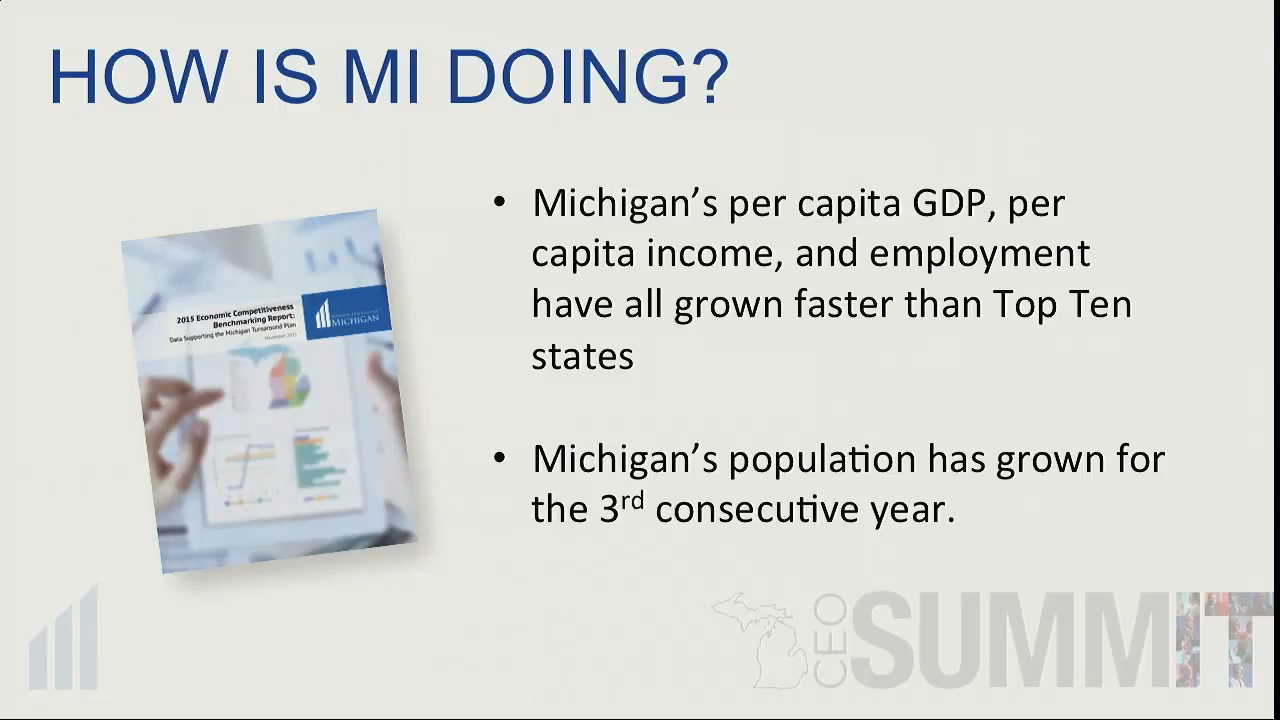 HOW IS MI DOING?
• Michigan's per capita GDP, per
capita income, and employment
have all grown faster than Top Ten
states
• Michigan's population has grown for
the 3rd consecutive year.
2015 Economic Competitiveness
Benchmarking Report:
Data Supporting the Michigan Turnaround Plan
November 2015
MICHIGAN
CEO
SUMMIT